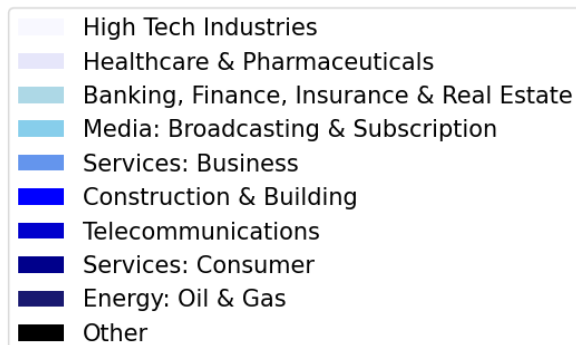 High Tech Industries
Healthcare & Pharmaceuticals
Banking, Finance, Insurance & Real Estate
Media: Broadcasting & Subscription
Services: Business
Construction & Building
Telecommunications
Services: Consumer
Energy: Oil & Gas
Other